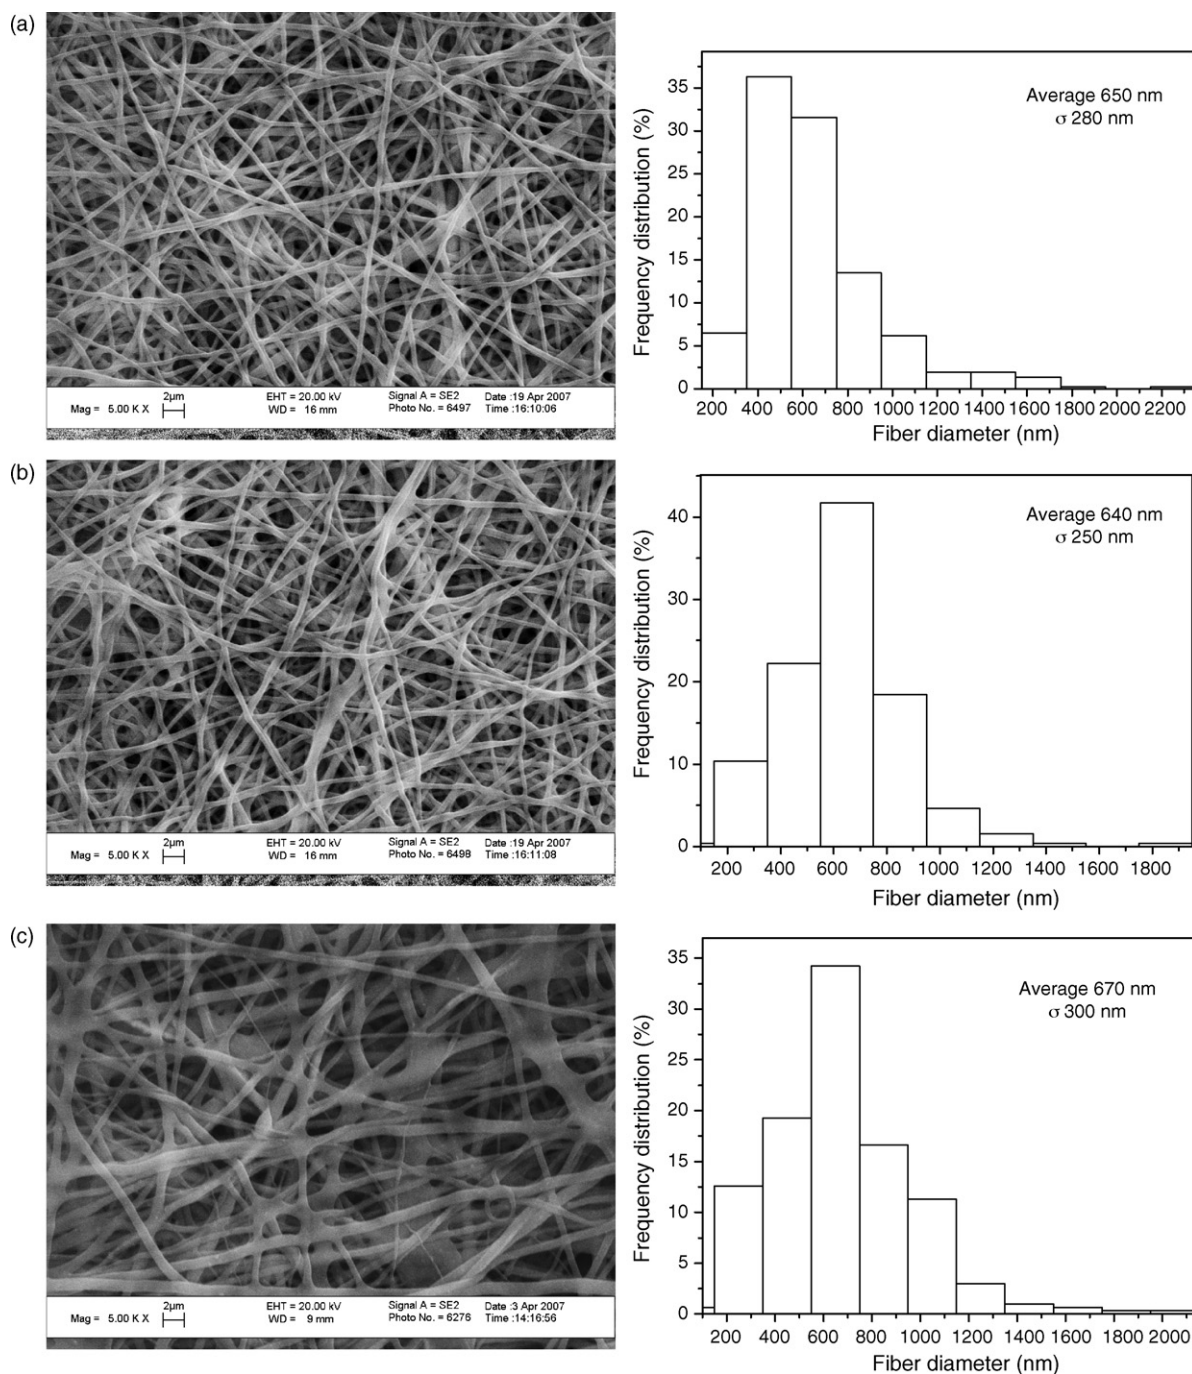 (a)
Mag = 5.00 K X
2µm
EHT = 20.00 kV
WD = 16 mm
Signal A = SE2
Photo No. = 6497
Date :19 Apr 2007
Time :16:10:06
Frequency distribution (%)
35
30
25
20
15
10
5
0
Average 650 nm
σ 280 nm
200 400 600 800 1000 1200 1400 1600 1800 2000 2200
Fiber diameter (nm)
(b)
Mag = 5.00 K X
2µm
EHT = 20.00 kV
WD = 16 mm
Signal A = SE2
Photo No. = 6498
Date :19 Apr 2007
Time :16:11:08
Frequency distribution (%)
40
30
20
10
0
Average 640 nm
σ 250 nm
200 400 600 800 1000 1200 1400 1600 1800
Fiber diameter (nm)
(c)
Mag = 5.00 K X
2µm
EHT = 20.00 kV
WD = 9 mm
Signal A = SE2
Photo No. = 6276
Date :3 Apr 2007
Time :14:16:56
Frequency distribution (%)
35
30
25
20
15
10
5
0
Average 670 nm
σ 300 nm
200 400 600 800 1000 1200 1400 1600 1800 2000
Fiber diameter (nm)